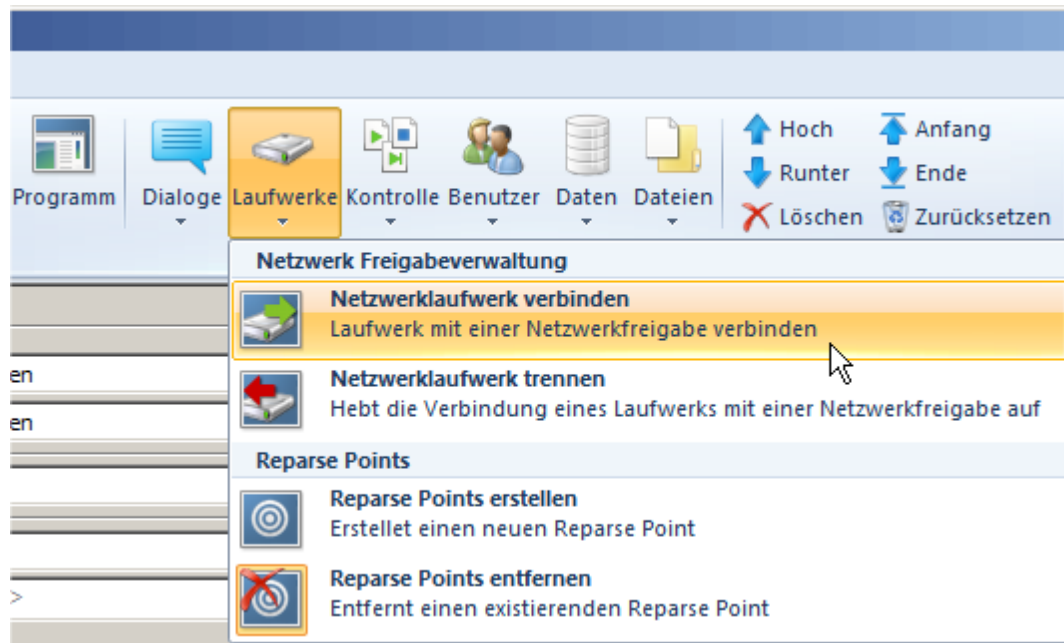 Programm
Dialoge
Laufwerke
Kontrolle
Benutzer
Daten
Dateien
Hoch
Runter
Löschen
Anfang
Ende
Zurücksetzen
Netzwerk Freigabeverwaltung
Netzwerklaufwerk verbinden
Laufwerk mit einer Netzwerkfreigabe verbinden
Netzwerklaufwerk trennen
Hebt die Verbindung eines Laufwerks mit einer Netzwerkfreigabe auf
Reparse Points
Reparse Points erstellen
Erstellet einen neuen Reparse Point
Reparse Points entfernen
Entfernt einen existierenden Reparse Point
en
en
>